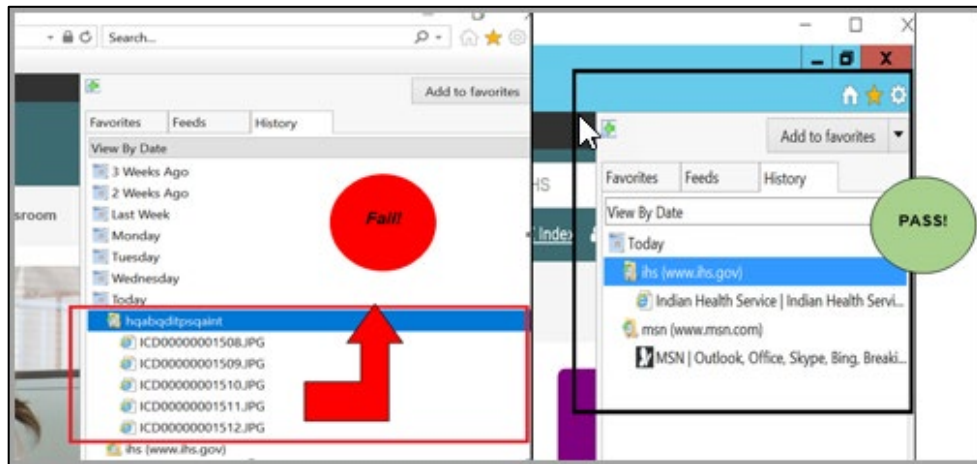 Search...
Add to favorites
Favorites Feeds History
View By Date
3 Weeks Ago
2 Weeks Ago
Last Week
Monday
Tuesday
Wednesday
Today
hqabqditpsqaint
ICD00000001508.JPG
ICD00000001509.JPG
ICD00000001510.JPG
ICD00000001511.JPG
ICD00000001512.JPG
ihs (www.ihs.gov)
sroom
Fail!
X
Add to favorites
Favorites Feeds History
View By Date
Today
ihs (www.ihs.gov)
Indian Health Service | Indian Health Servi...
msn (www.msn.com)
MSN | Outlook, Office, Skype, Bing, Breaki...
HS
Index
PASS!